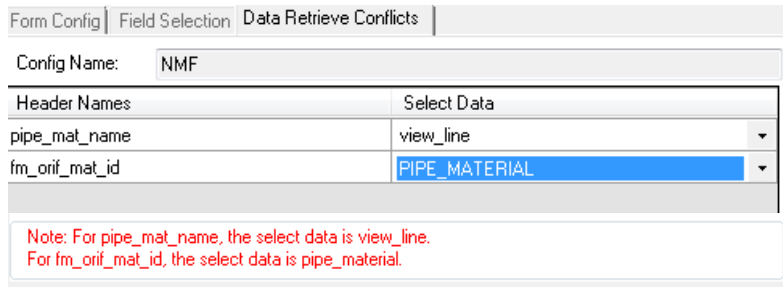 Form Config Field Selection Data Retrieve Conflicts
Config Name: NMF
Header Names Select Data
pipe_mat_name view_line
fm_orif_mat_id PIPE_MATERIAL
Note: For pipe_mat_name, the select data is view_line.
For fm_orif_mat_id, the select data is pipe_material.